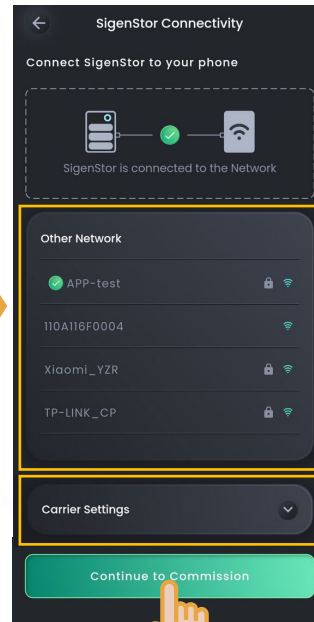 SigenStor Connectivity
Connect SigenStor to your phone
SigenStor is connected to the Network
Other Network
APP-test
110A116F0004
Xiaomi_YZR
TP-LINK_CP
Carrier Settings
Continue to Commission